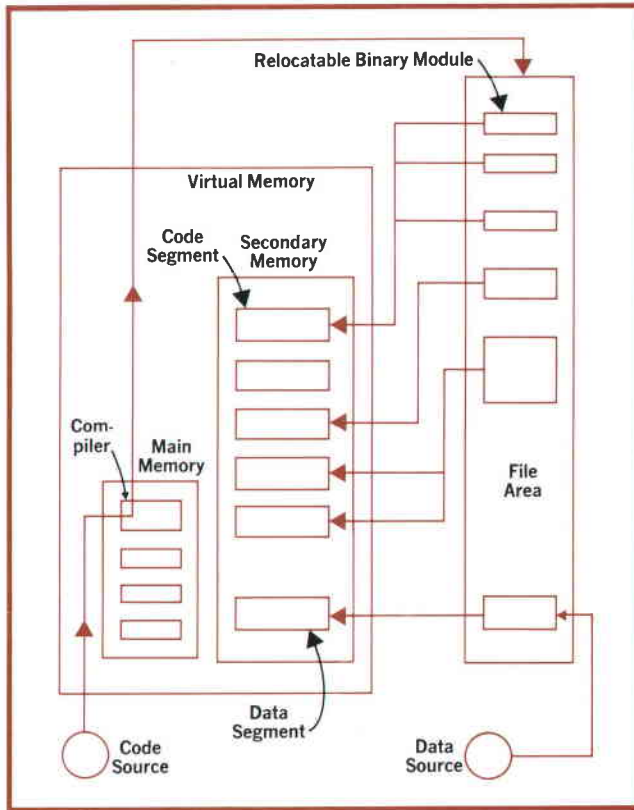 Relocatable Binary Module
Virtual Memory
Code
Segment
Secondary
Memory
Com-
piler
Main
Memory
File
Area
Data
Segment
Code
Source
Data
Source